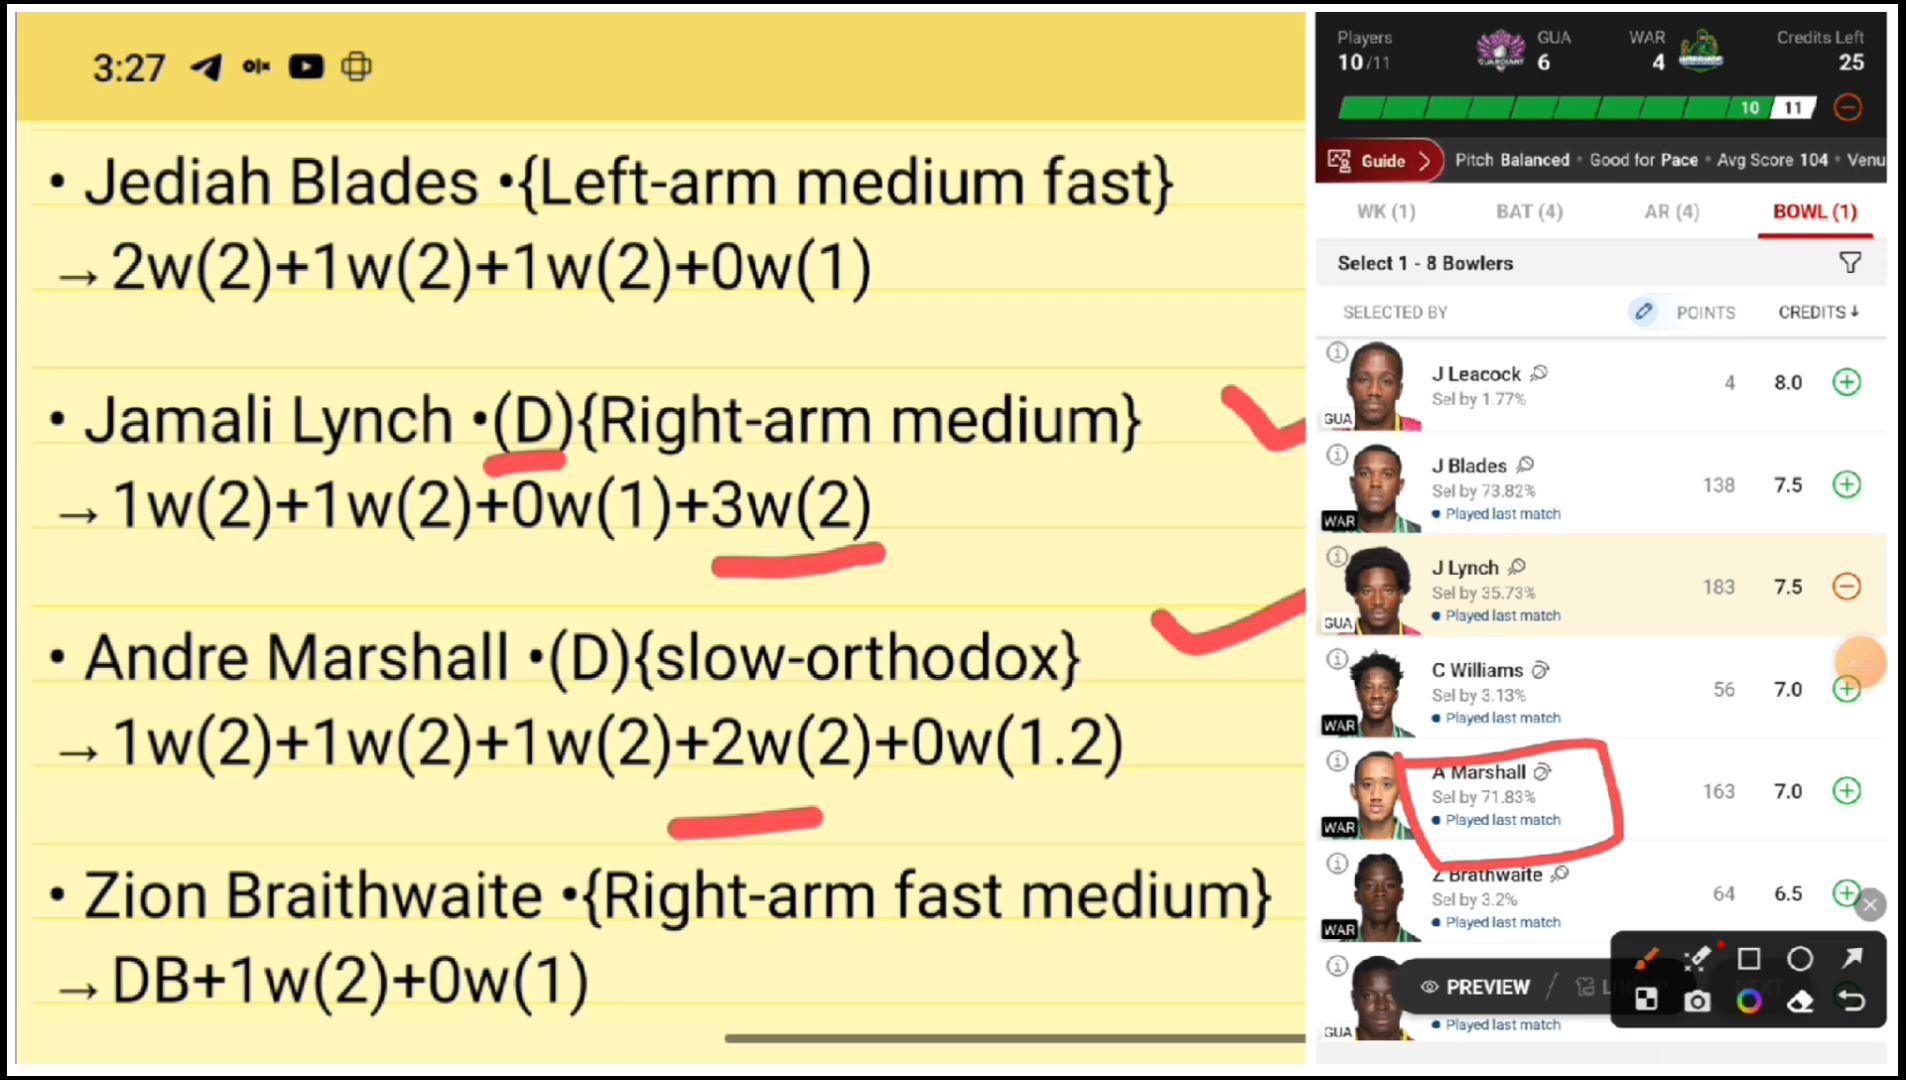 3:27
• Jediah Blades •{Left-arm medium fast}
→ 2w(2)+1w(2)+1w(2)+0w(1)
• Jamali Lynch •(D){Right-arm medium}
→ 1w(2)+1w(2)+0w(1)+3w(2)
• Andre Marshall •(D){slow-orthodox}
→ 1w(2)+1w(2)+1w(2)+2w(2)+0w(1.2)
• Zion Braithwaite •{Right-arm fast medium}
→ DB+1w(2)+0w(1)
Players GUA WAR Credits Left
10/11 6 4 25
10 11
Guide Pitch Balanced • Good for Pace • Avg Score 104 • Venu
WK (1) BAT (4) AR (4) BOWL (1)
Select 1 - 8 Bowlers
SELECTED BY POINTS CREDITS ↓
J Leacock
Sel by 1.77% 4 8.0
GUA
J Blades
Sel by 73.82% 138 7.5
WAR • Played last match
J Lynch
Sel by 35.73% 183 7.5
GUA • Played last match
C Williams
Sel by 3.13% 56 7.0
WAR • Played last match
A Marshall
Sel by 71.83% 163 7.0
WAR • Played last match
Z Brathwaite
Sel by 3.2% 64 6.5
WAR • Played last match
PREVIEW
GUA • Played last match